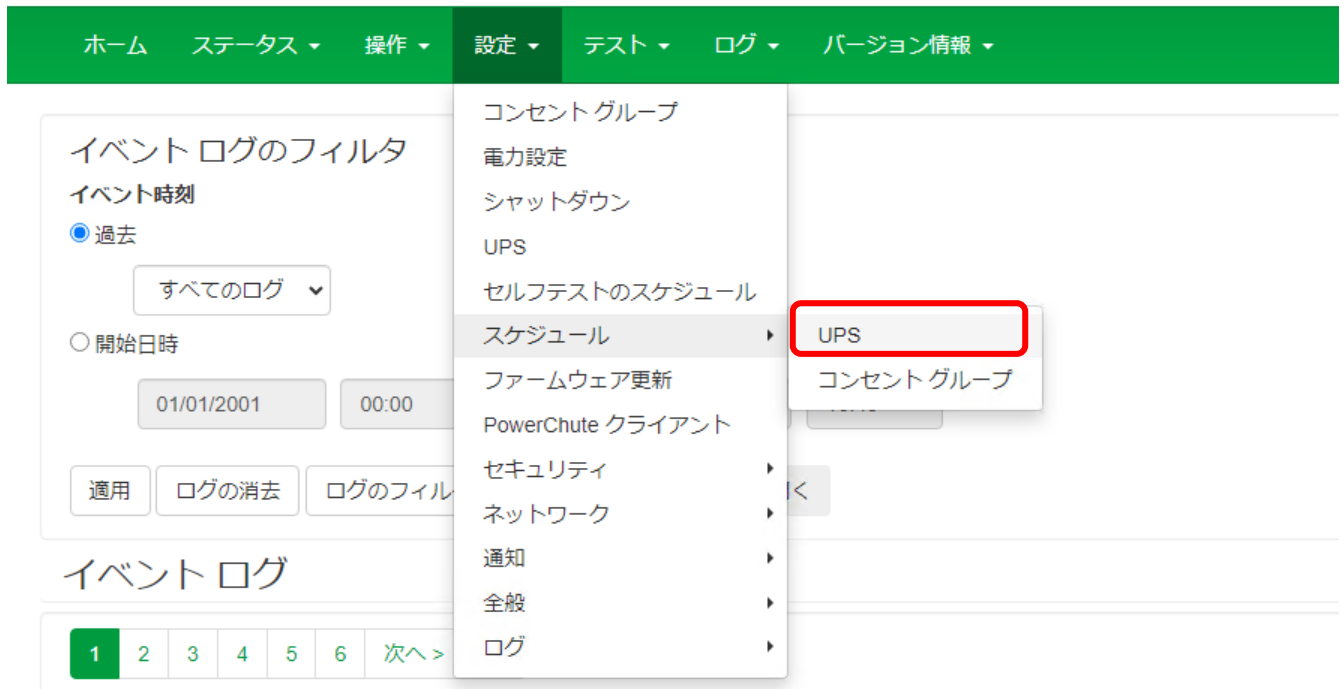 ホーム ステータス 操作 設定 テスト ログ バージョン情報
イベント ログのフィルタ
イベント時刻
過去
すべてのログ
開始日時
01/01/2001 00:00
適用 ログの消去 ログのフィル
イベント ログ
1 2 3 4 5 6 次へ >
コンセント グループ
電力設定
シャットダウン
UPS
セルフテストのスケジュール
スケジュール
ファームウェア更新
PowerChute クライアント
セキュリティ
ネットワーク
通知
全般
ログ
UPS
コンセント グループ